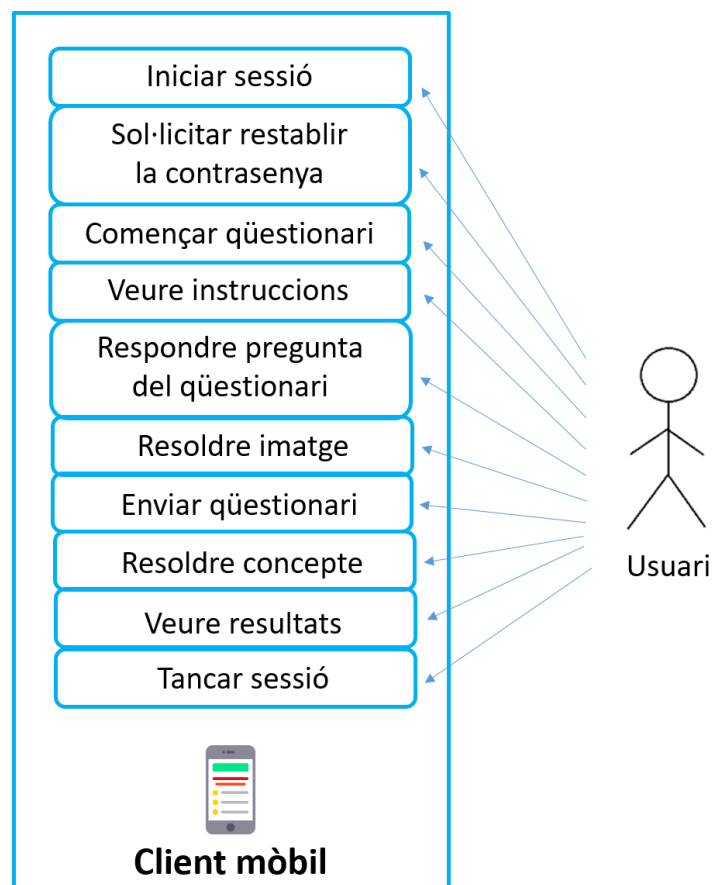 Iniciar sessió
Sol·licitar restablir
la contrasenya
Començar qüestionari
Veure instruccions
Respondre pregunta
del qüestionari
Resoldre imatge
Enviar qüestionari
Resoldre concepte
Veure resultats
Tancar sessió
Usuari
Client mòbil